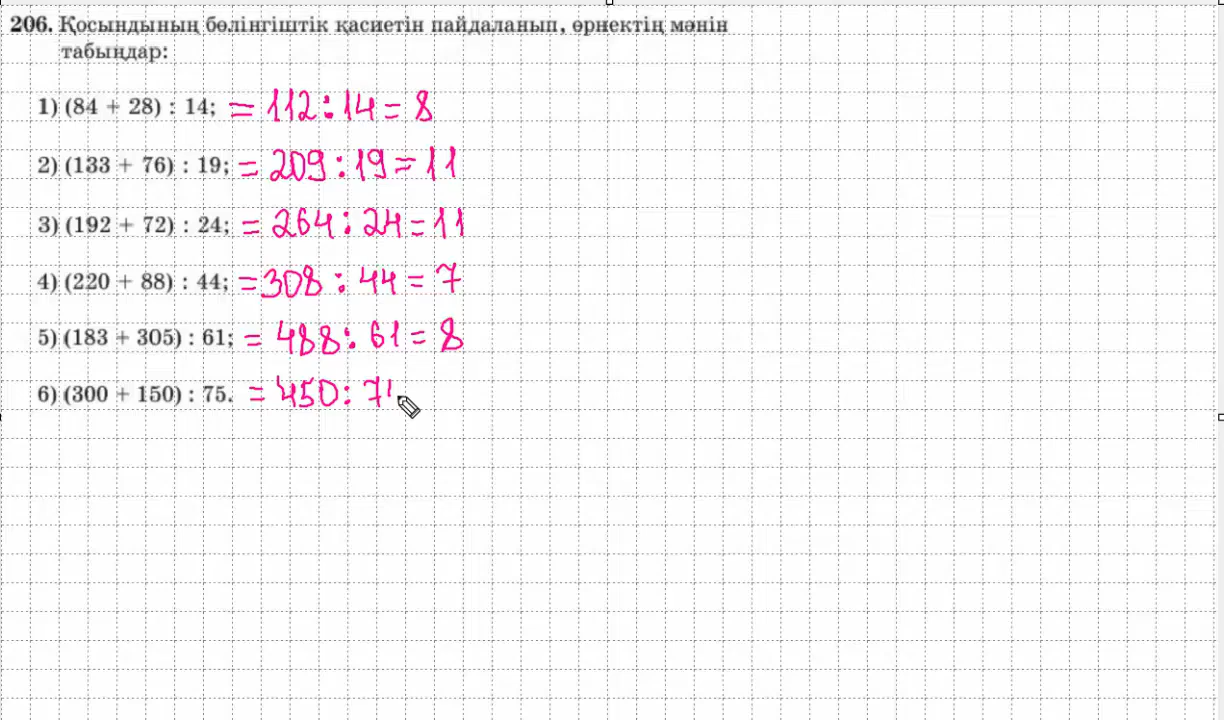 206. Қосындының бөлінгіштік қасиетін пайдаланып, өрнектің мәнін
табыңдар:
1) (84 + 28) : 14; = 112 : 14 = 8
2) (133 + 76) : 19; = 209 : 19 = 11
3) (192 + 72) : 24; = 264 : 24 = 11
4) (220 + 88) : 44; = 308 : 44 = 7
5) (183 + 305) : 61; = 488 : 61 = 8
6) (300 + 150) : 75. = 450 : 7